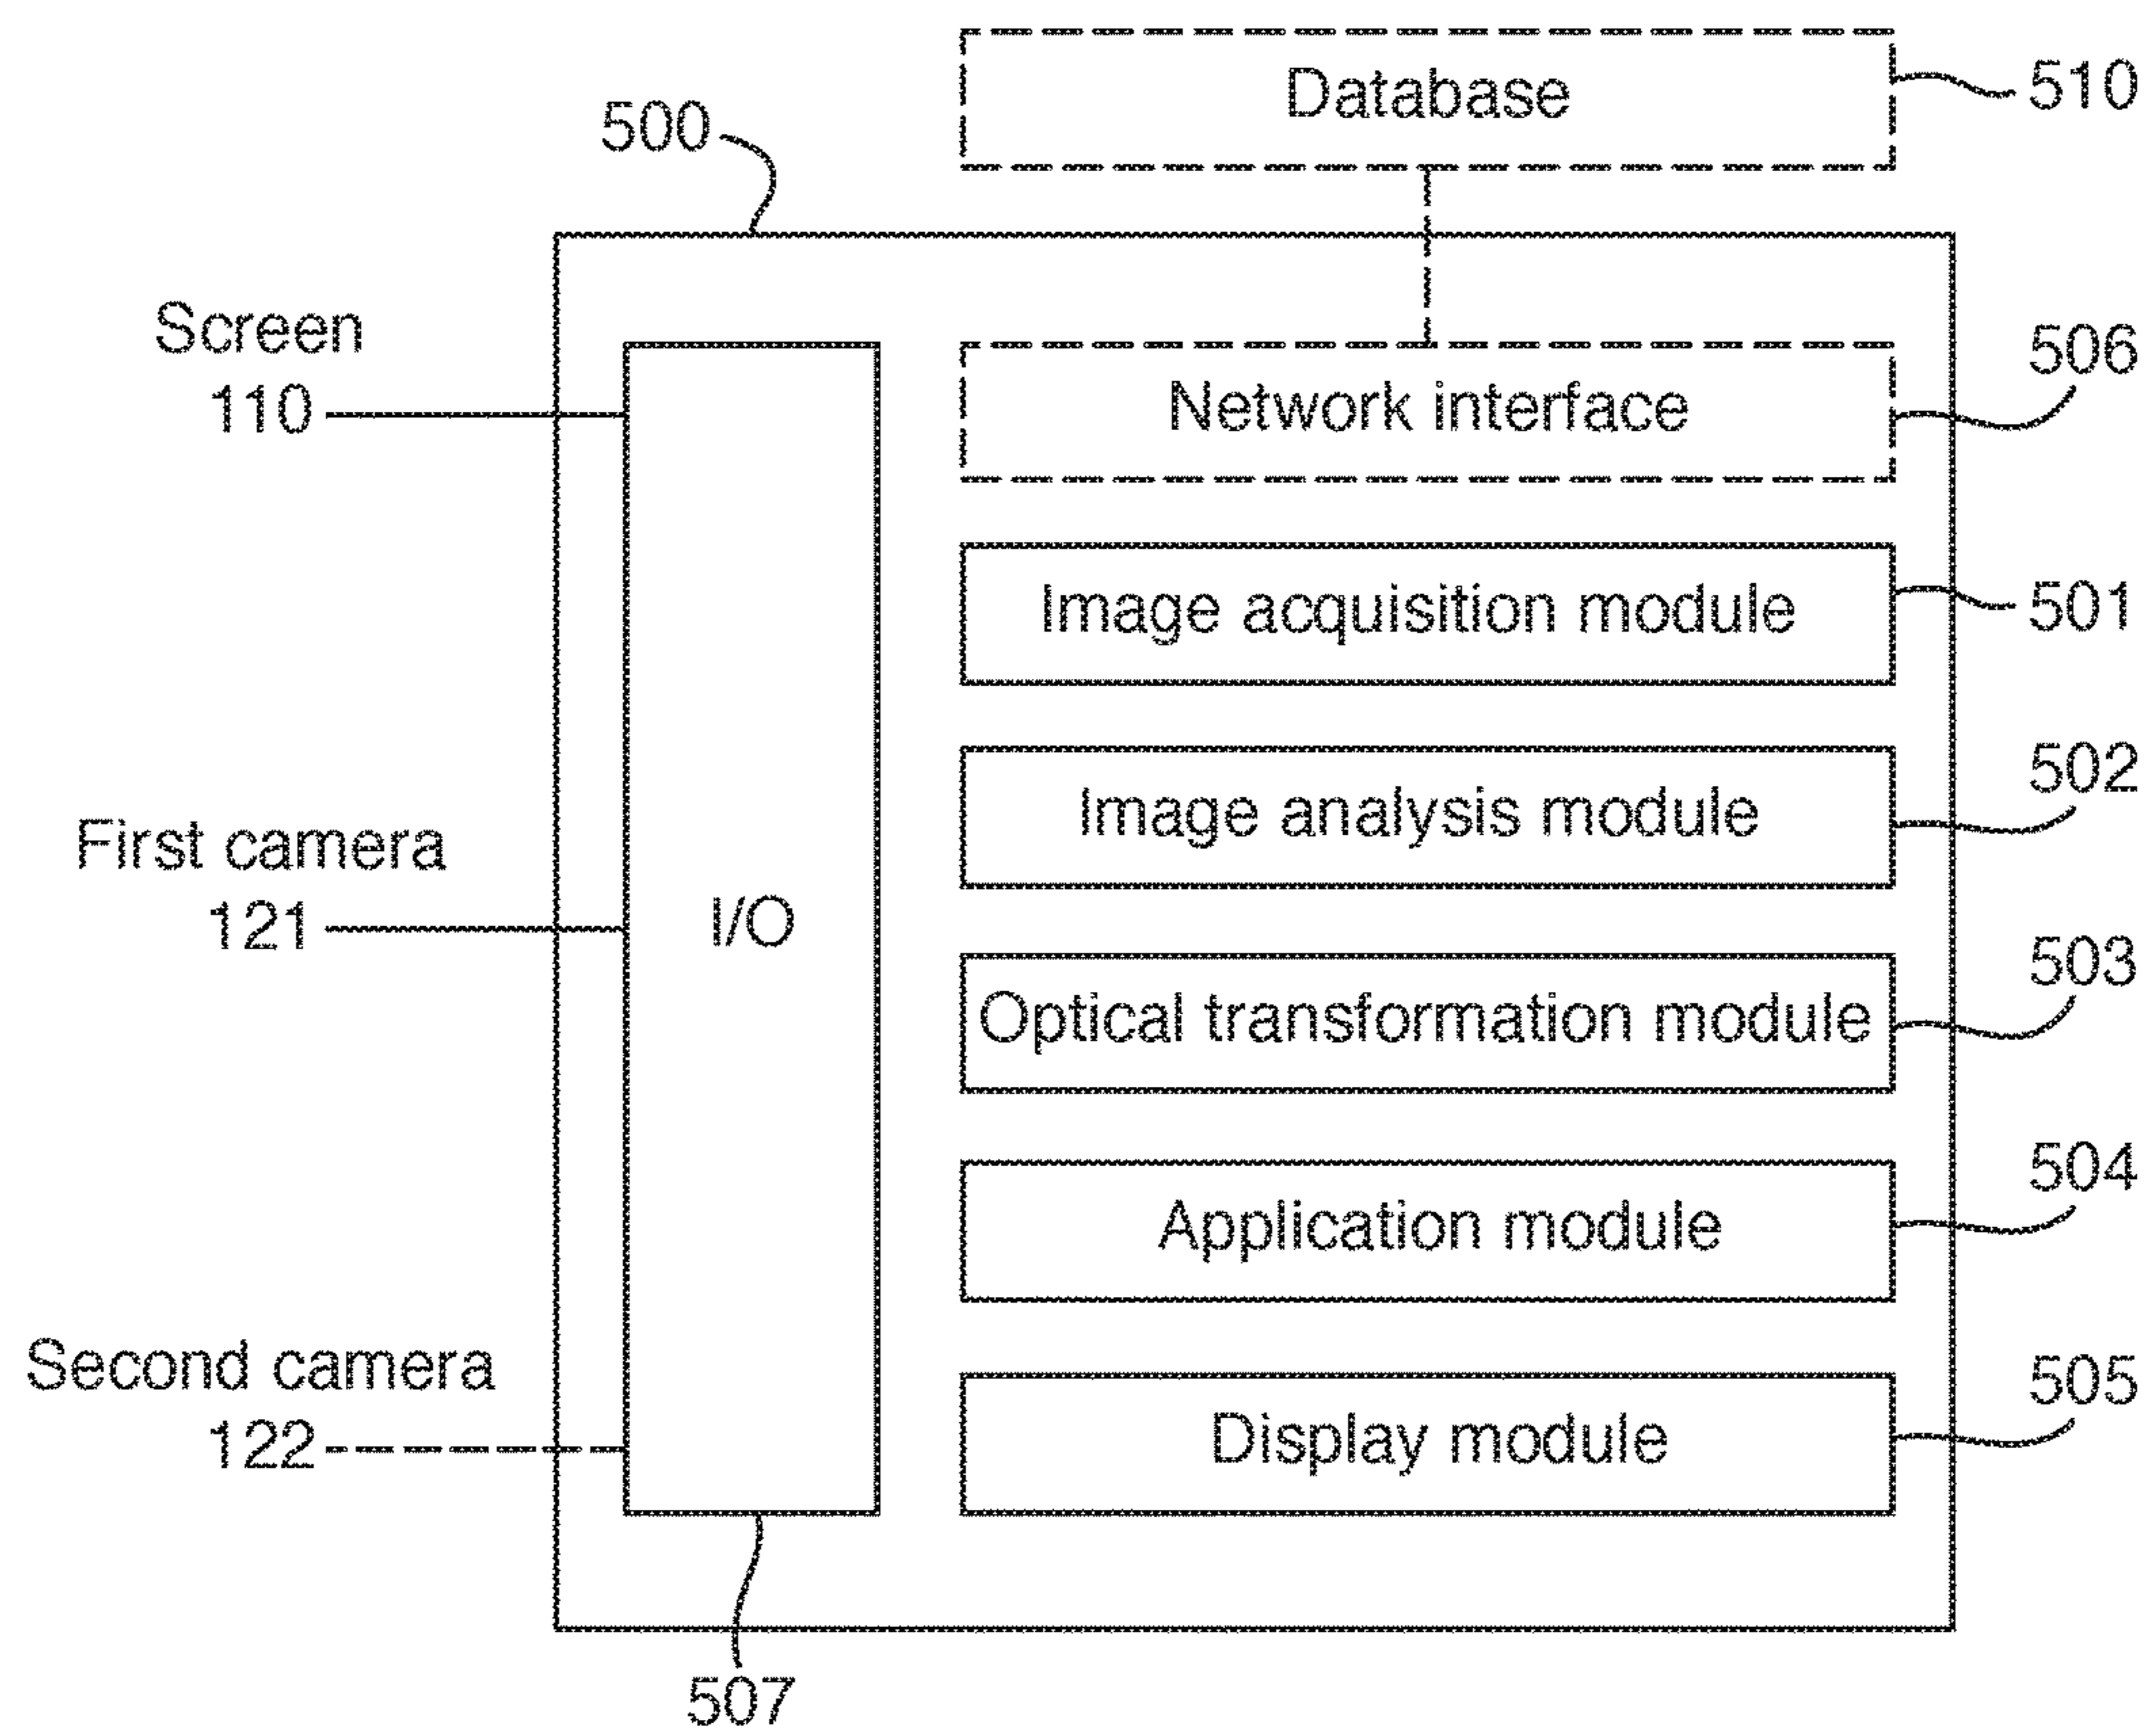 Database
510
500
Screen
110
Network interface
506
Image acquisition module
501
Image analysis module
502
First camera
121
I/O
Optical transformation module
503
Application module
504
Second camera
122
Display module
505
507